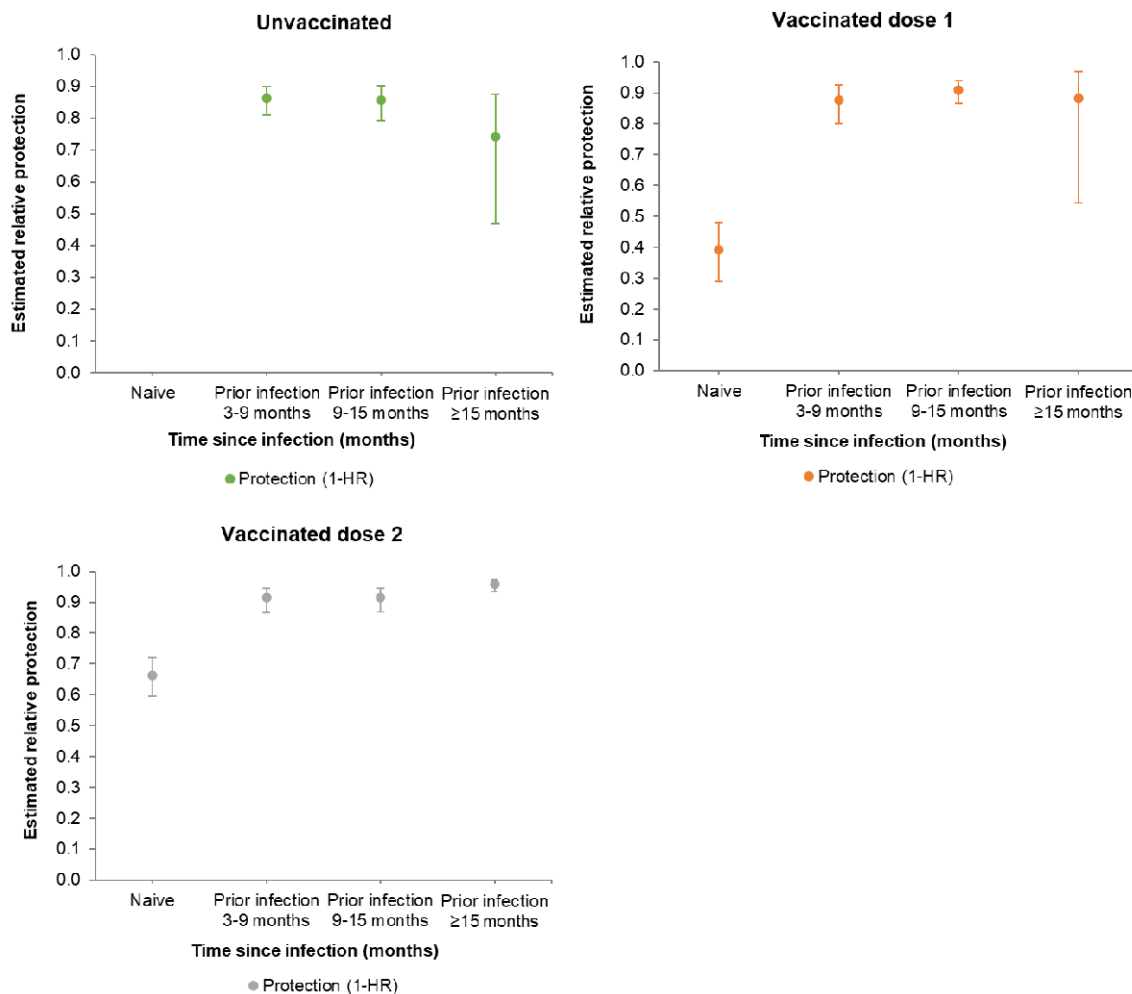 Unvaccinated
1.0
0.9
0.8
0.7
0.6
0.5
0.4
0.3
0.2
0.1
0.0
Estimated relative protection
Naive
Prior infection
3-9 months
Prior infection
9-15 months
Prior infection
≥15 months
Time since infection (months)
Protection (1-HR)
Vaccinated dose 1
1.0
0.9
0.8
0.7
0.6
0.5
0.4
0.3
0.2
0.1
0.0
Estimated relative protection
Naive
Prior infection
3-9 months
Prior infection
9-15 months
Prior infection
≥15 months
Time since infection (months)
Protection (1-HR)
Vaccinated dose 2
1.0
0.9
0.8
0.7
0.6
0.5
0.4
0.3
0.2
0.1
0.0
Estimated relative protection
Naive
Prior infection
3-9 months
Prior infection
9-15 months
Prior infection
≥15 months
Time since infection (months)
Protection (1-HR)